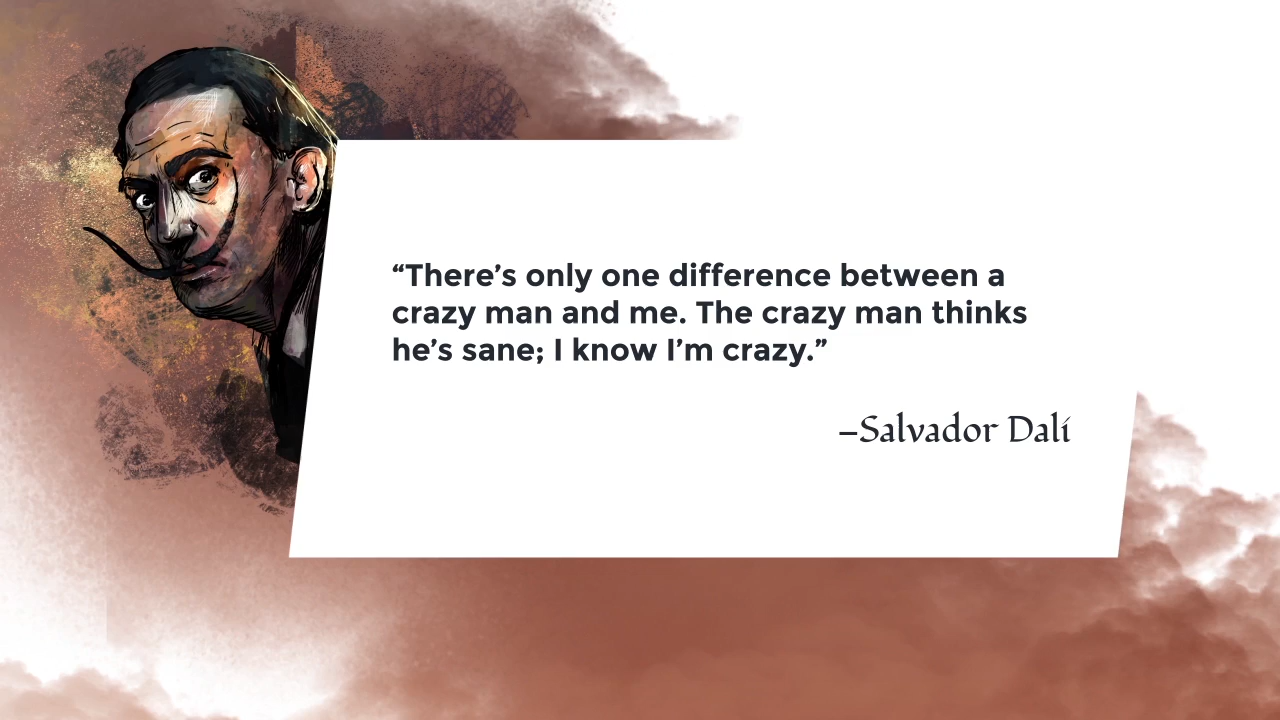 “There’s only one difference between a
crazy man and me. The crazy man thinks
he’s sane; I know I’m crazy.”
–Salvador Dalí